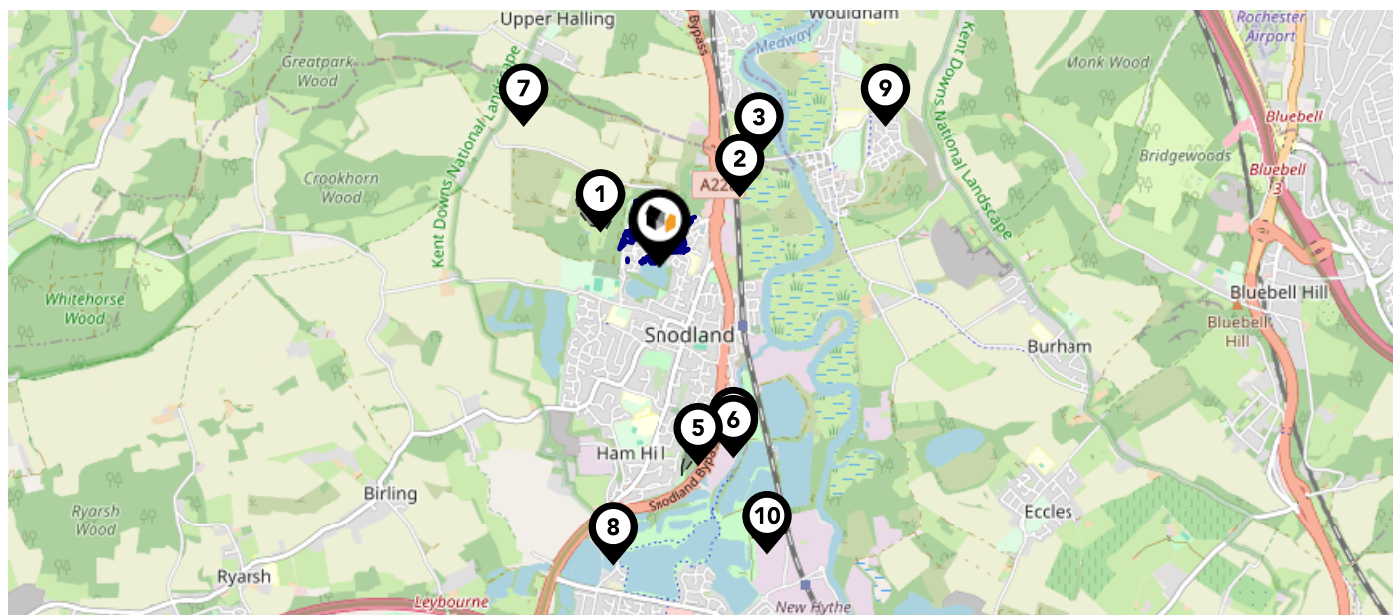 Upper Halling
Wouldham
Rochester
Airport
Bypass
Medway
Greatpark
Wood
Monk Wood
Kent Downs National Landscape
7
9
3
Bluebell
2
Bridgewoods
Bluebell
3
Crookhorn
Wood
1
A22
Kent Downs National Landscape
Whitehorse
Wood
Bluebell Hill
Snodland
Bluebell
Hill
Burham
5
6
Ham Hill
Snodland Bypa
Birling
Ryarsh
Wood
Eccles
8
10
Ryarsh
Leybourne
New Hythe